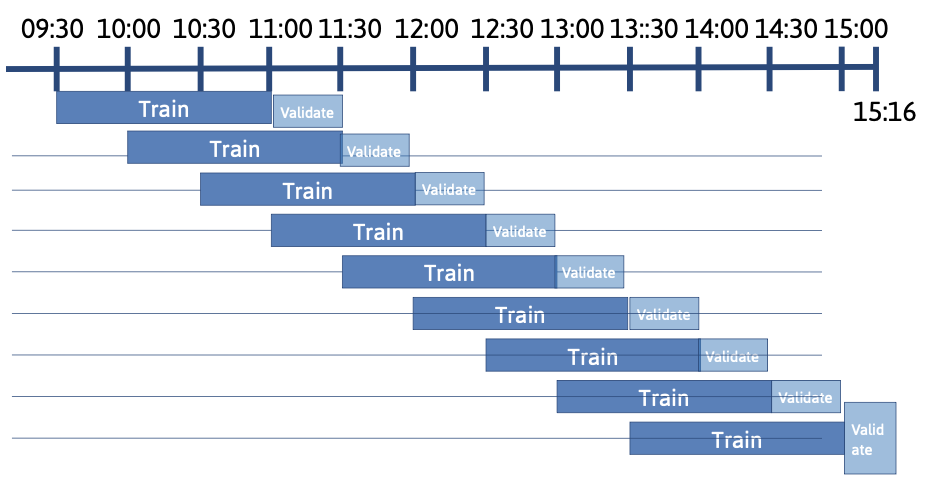 09:30 10:00 10:30 11:00 11:30 12:00 12:30 13:00 13::30 14:00 14:30 15:00
15:16
Train Validate
Train Validate
Train Validate
Train Validate
Train Validate
Train Validate
Train Validate
Train Validate
Train Valid
ate